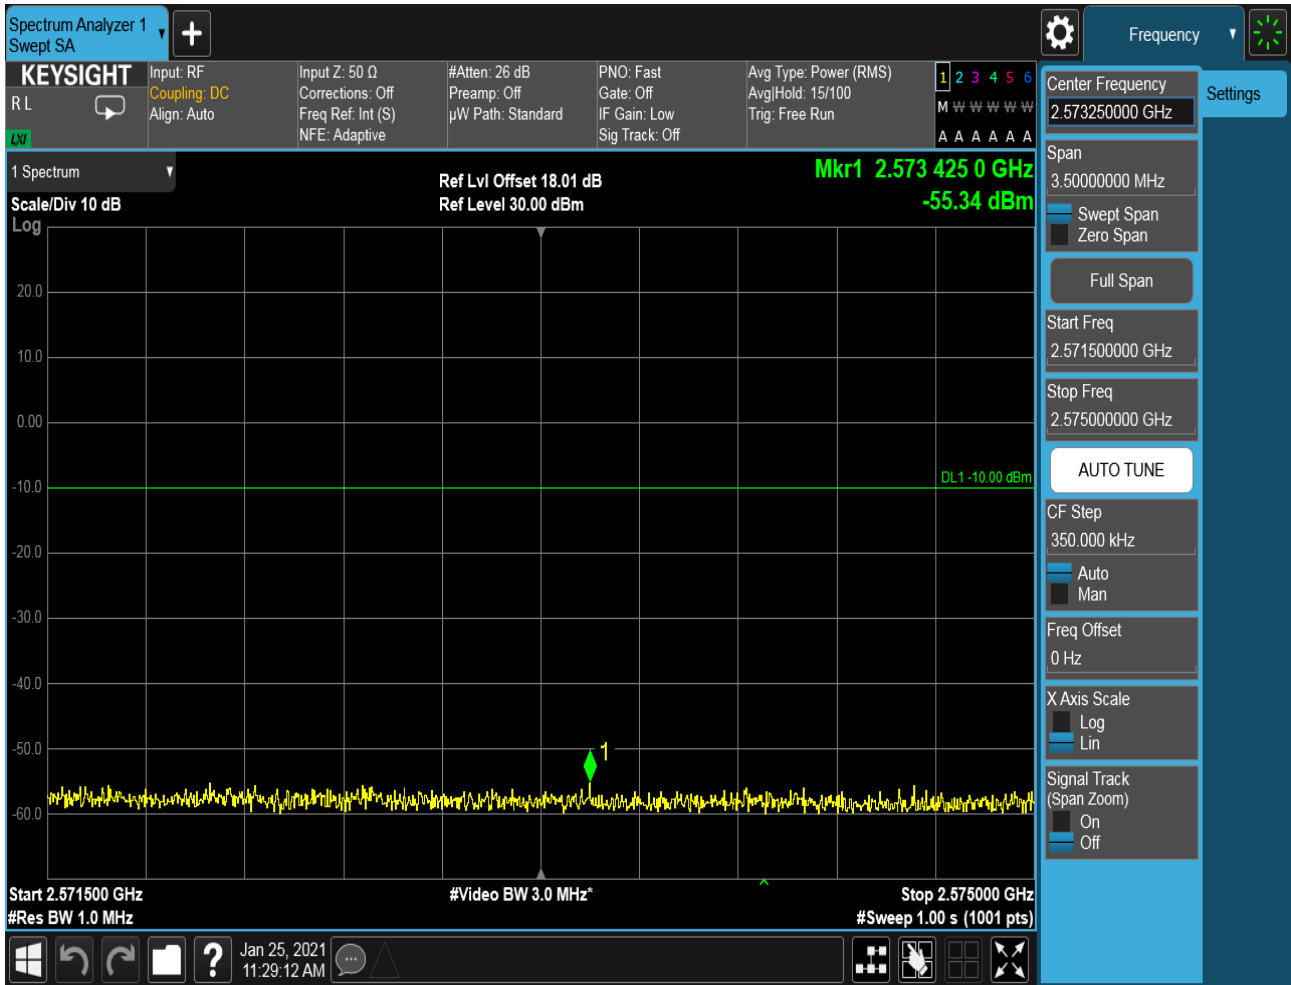 Spectrum Analyzer 1
Swept SA
Frequency
KEYSIGHT
R L
LXI
Input: RF
Coupling: DC
Align: Auto
Input Z: 50 Ω
Corrections: Off
Freq Ref: Int (S)
NFE: Adaptive
#Atten: 26 dB
Preamp: Off
µW Path: Standard
PNO: Fast
Gate: Off
IF Gain: Low
Sig Track: Off
Avg Type: Power (RMS)
Avg|Hold: 15/100
Trig: Free Run
1 2 3 4 5 6
M W W W W W
A A A A A A
1 Spectrum
Scale/Div 10 dB
Log
Ref Lvl Offset 18.01 dB
Ref Level 30.00 dBm
Mkr1 2.573 425 0 GHz
-55.34 dBm
20.0
10.0
0.00
-10.0
DL1 -10.00 dBm
-20.0
-30.0
-40.0
-50.0
1
-60.0
Start 2.571500 GHz
#Res BW 1.0 MHz
#Video BW 3.0 MHz*
Stop 2.575000 GHz
#Sweep 1.00 s (1001 pts)
Center Frequency
2.573250000 GHz
Settings
Span
3.50000000 MHz
Swept Span
Zero Span
Full Span
Start Freq
2.571500000 GHz
Stop Freq
2.575000000 GHz
AUTO TUNE
CF Step
350.000 kHz
Auto
Man
Freq Offset
0 Hz
X Axis Scale
Log
Lin
Signal Track
(Span Zoom)
On
Off
?
Jan 25, 2021
11:29:12 AM